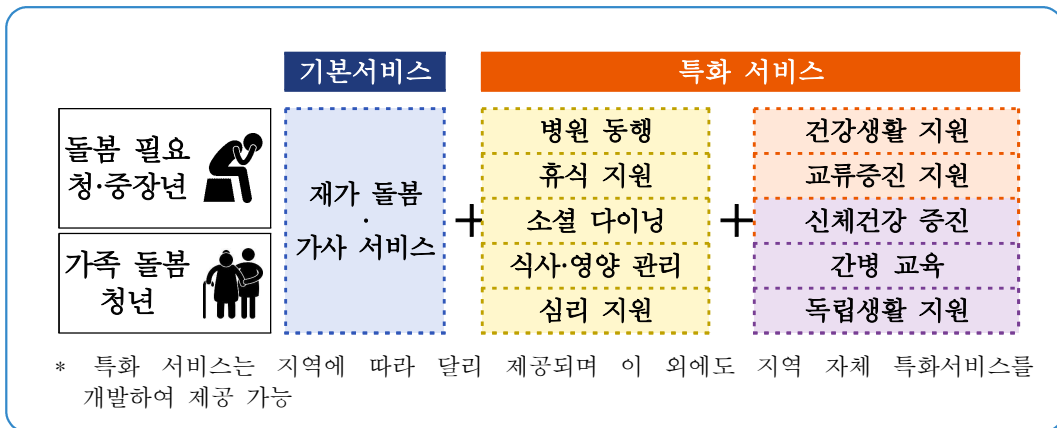 기본서비스
특화 서비스
돌봄 필요
청·중장년
가족 돌봄
청년
재가 돌봄
·
가사 서비스
+
병원 동행
휴식 지원
소셜 다이닝
식사·영양 관리
심리 지원
+
건강생활 지원
교류증진 지원
신체건강 증진
간병 교육
독립생활 지원
* 특화 서비스는 지역에 따라 달리 제공되며 이 외에도 지역 자체 특화서비스를
개발하여 제공 가능